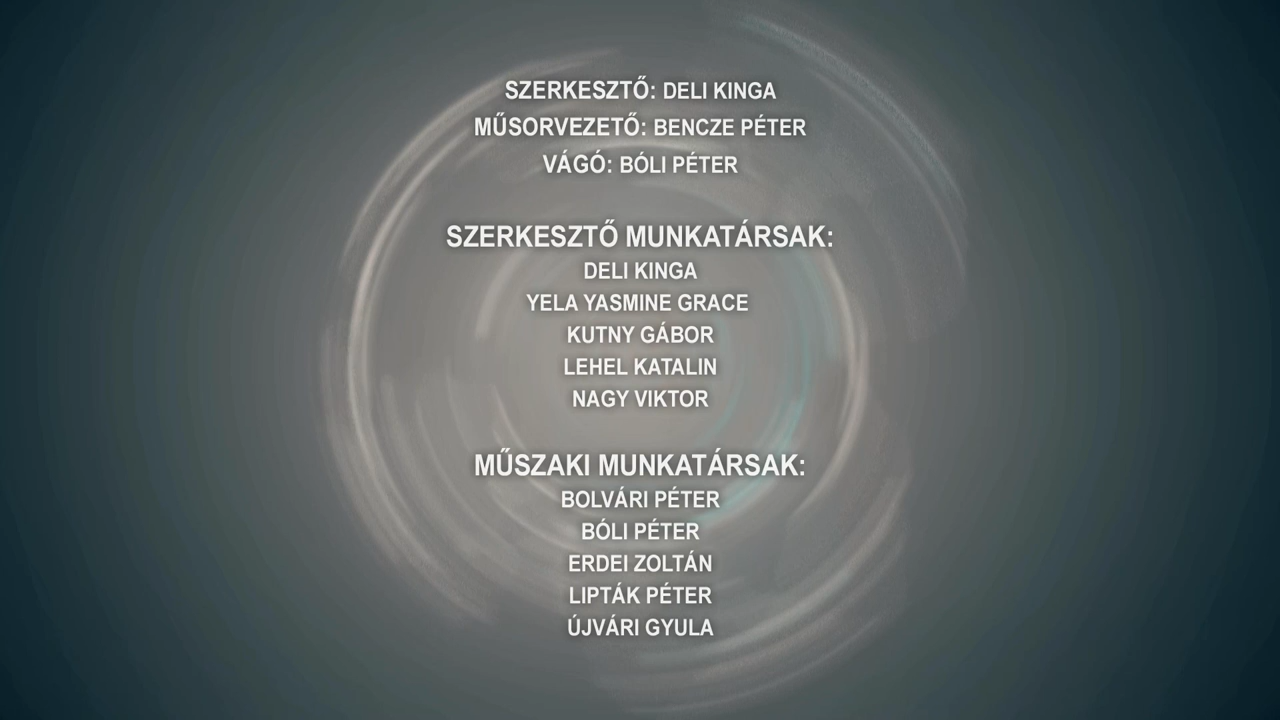 SZERKESZTŐ: DELI KINGA
MŰSORVEZETŐ: BENCZE PÉTER
VÁGÓ: BÓLI PÉTER
SZERKESZTŐ MUNKATÁRSAK:
DELI KINGA
YELA YASMINE GRACE
KUTNY GÁBOR
LEHEL KATALIN
NAGY VIKTOR
MŰSZAKI MUNKATÁRSAK:
BOLVÁRI PÉTER
BÓLI PÉTER
ERDEI ZOLTÁN
LIPTÁK PÉTER
ÚJVÁRI GYULA